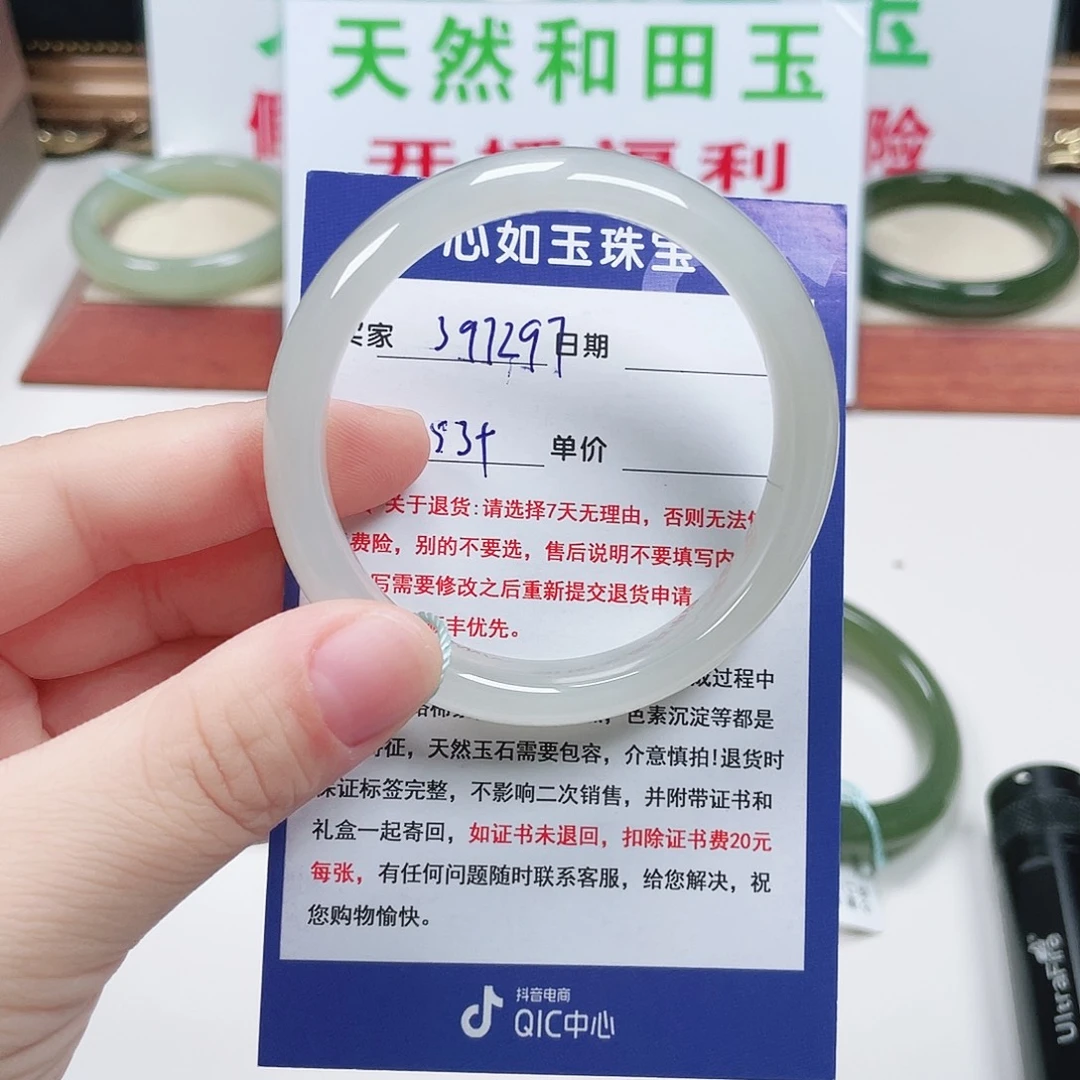 天然和田玉
开播福利
险
心如玉珠宝
买家 397297 日期
53 单价
关于退货:请选择7天无理由，否则无法
费险，别的不要选，售后说明不要填写内
写需要修改之后重新提交退货申请
丰优先。
成过程中
色素沉淀等都是
征，天然玉石需要包容，介意慎拍!退货时
保证标签完整，不影响二次销售，并附带证书和
礼盒一起寄回，如证书未退回，扣除证书费20元
每张，有任何问题随时联系客服，给您解决，祝
您购物愉快。
抖音电商
QIC中心
UltraFire